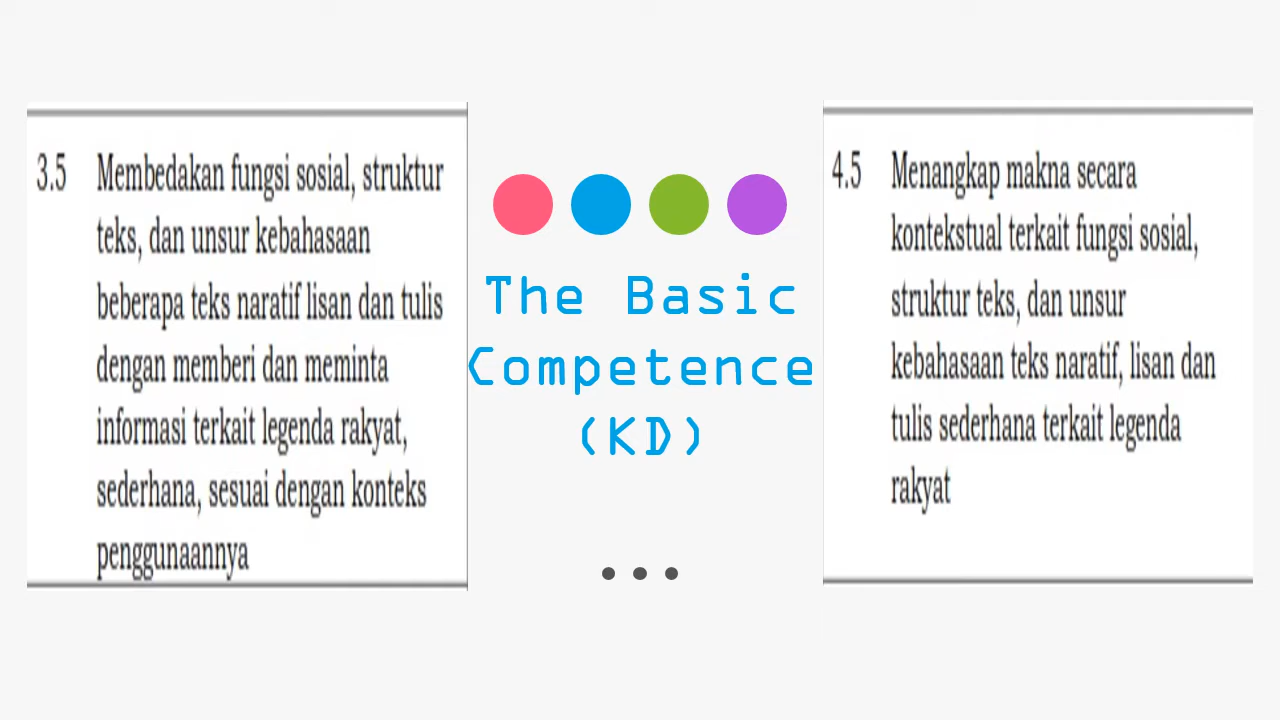 3.5 Membedakan fungsi sosial, struktur
teks, dan unsur kebahasaan
beberapa teks naratif lisan dan tulis
dengan memberi dan meminta
informasi terkait legenda rakyat,
sederhana, sesuai dengan konteks
penggunaannya
The Basic
Competence
(KD)
...
4.5 Menangkap makna secara
kontekstual terkait fungsi sosial,
struktur teks, dan unsur
kebahasaan teks naratif, lisan dan
tulis sederhana terkait legenda
rakyat